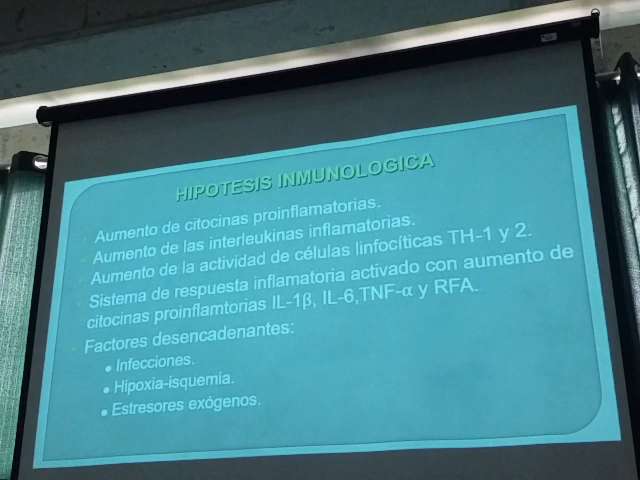 HIPOTESIS INMUNOLOGICA
Aumento de citocinas proinflamatorias.
Aumento de las interleukinas inflamatorias.
Aumento de la actividad de células linfocíticas TH-1 y 2.
Sistema de respuesta inflamatoria activado con aumento de
citocinas proinflamtorias IL-1β, IL-6,TNF-α y RFA.
Factores desencadenantes:
• Infecciones.
• Hipoxia-isquemia.
• Estresores exógenos.